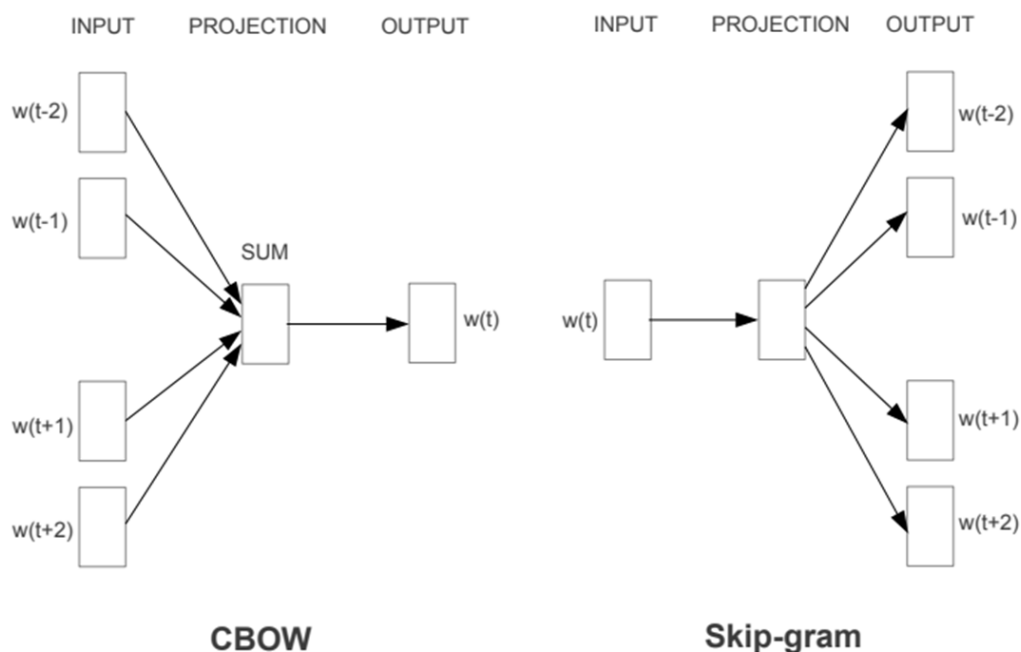 INPUT PROJECTION OUTPUT
w(t-2)
w(t-1)
SUM
w(t)
w(t+1)
w(t+2)
CBOW
INPUT PROJECTION OUTPUT
w(t-2)
w(t-1)
w(t)
w(t+1)
w(t+2)
Skip-gram